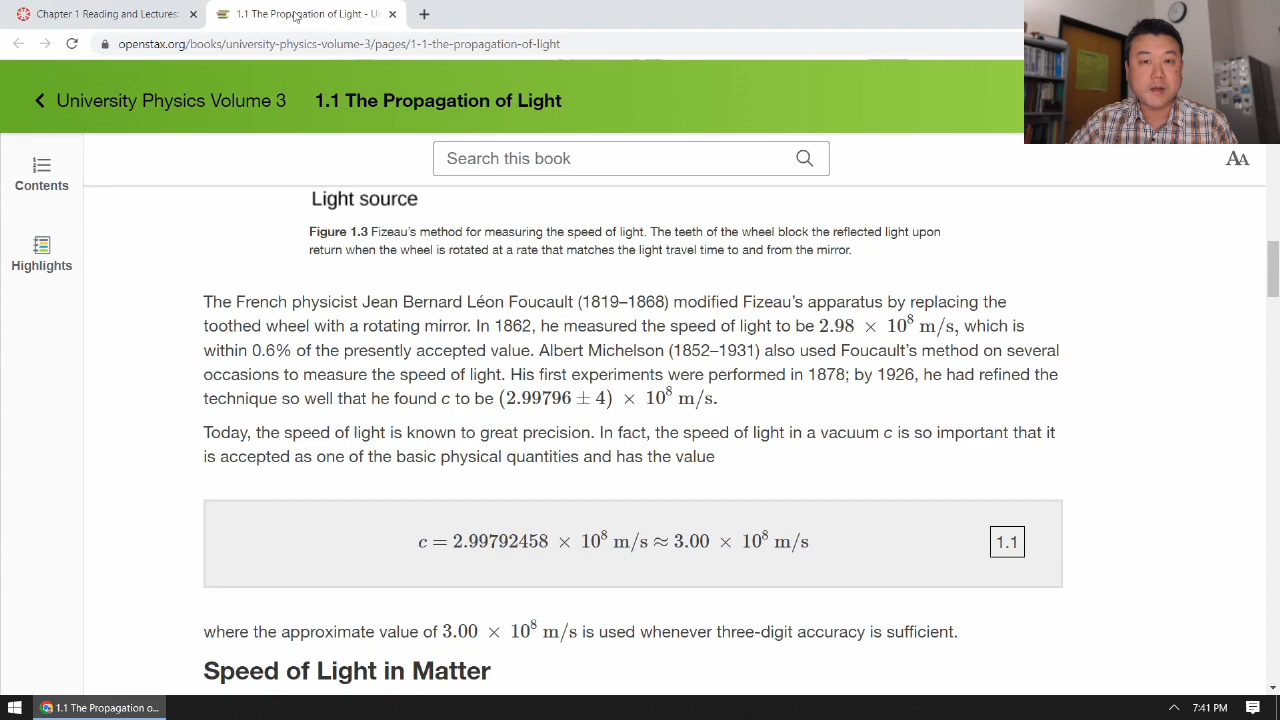 Chapter 1 Reading and Lectures:
1.1 The Propagation of Light - Un
openstax.org/books/university-physics-volume-3/pages/1-1-the-propagation-of-light
University Physics Volume 3 1.1 The Propagation of Light
Search this book
Contents
Highlights
Light source
Figure 1.3 Fizeau's method for measuring the speed of light. The teeth of the wheel block the reflected light upon
return when the wheel is rotated at a rate that matches the light travel time to and from the mirror.
The French physicist Jean Bernard Léon Foucault (1819–1868) modified Fizeau's apparatus by replacing the
toothed wheel with a rotating mirror. In 1862, he measured the speed of light to be 2.98 × 10⁸ m/s, which is
within 0.6% of the presently accepted value. Albert Michelson (1852–1931) also used Foucault's method on several
occasions to measure the speed of light. His first experiments were performed in 1878; by 1926, he had refined the
technique so well that he found c to be (2.99796 ± 4) × 10⁸ m/s.
Today, the speed of light is known to great precision. In fact, the speed of light in a vacuum c is so important that it
is accepted as one of the basic physical quantities and has the value
c = 2.99792458 × 10⁸ m/s ≈ 3.00 × 10⁸ m/s
1.1
where the approximate value of 3.00 × 10⁸ m/s is used whenever three-digit accuracy is sufficient.
Speed of Light in Matter
AA
1.1 The Propagation o...
7:41 PM